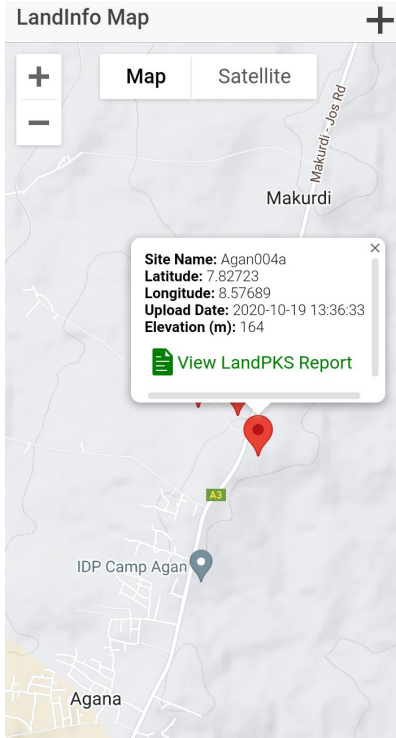 LandInfo Map
+
+
Map
Satellite
−
Makurdi - Jos Rd
Makurdi
×
Site Name: Agan004a
Latitude: 7.82723
Longitude: 8.57689
Upload Date: 2020-10-19 13:36:33
Elevation (m): 164
View LandPKS Report
A3
IDP Camp Agan
Agana